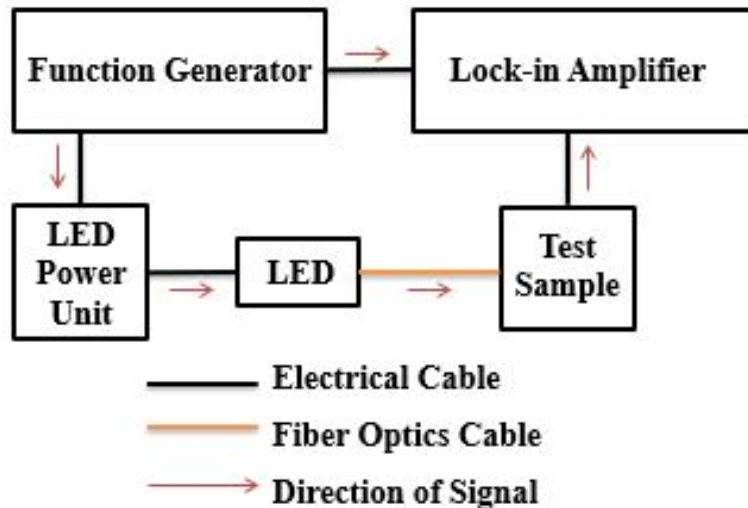 Function Generator
Lock-in Amplifier
LED
Power
Unit
LED
Test
Sample
Electrical Cable
Fiber Optics Cable
Direction of Signal